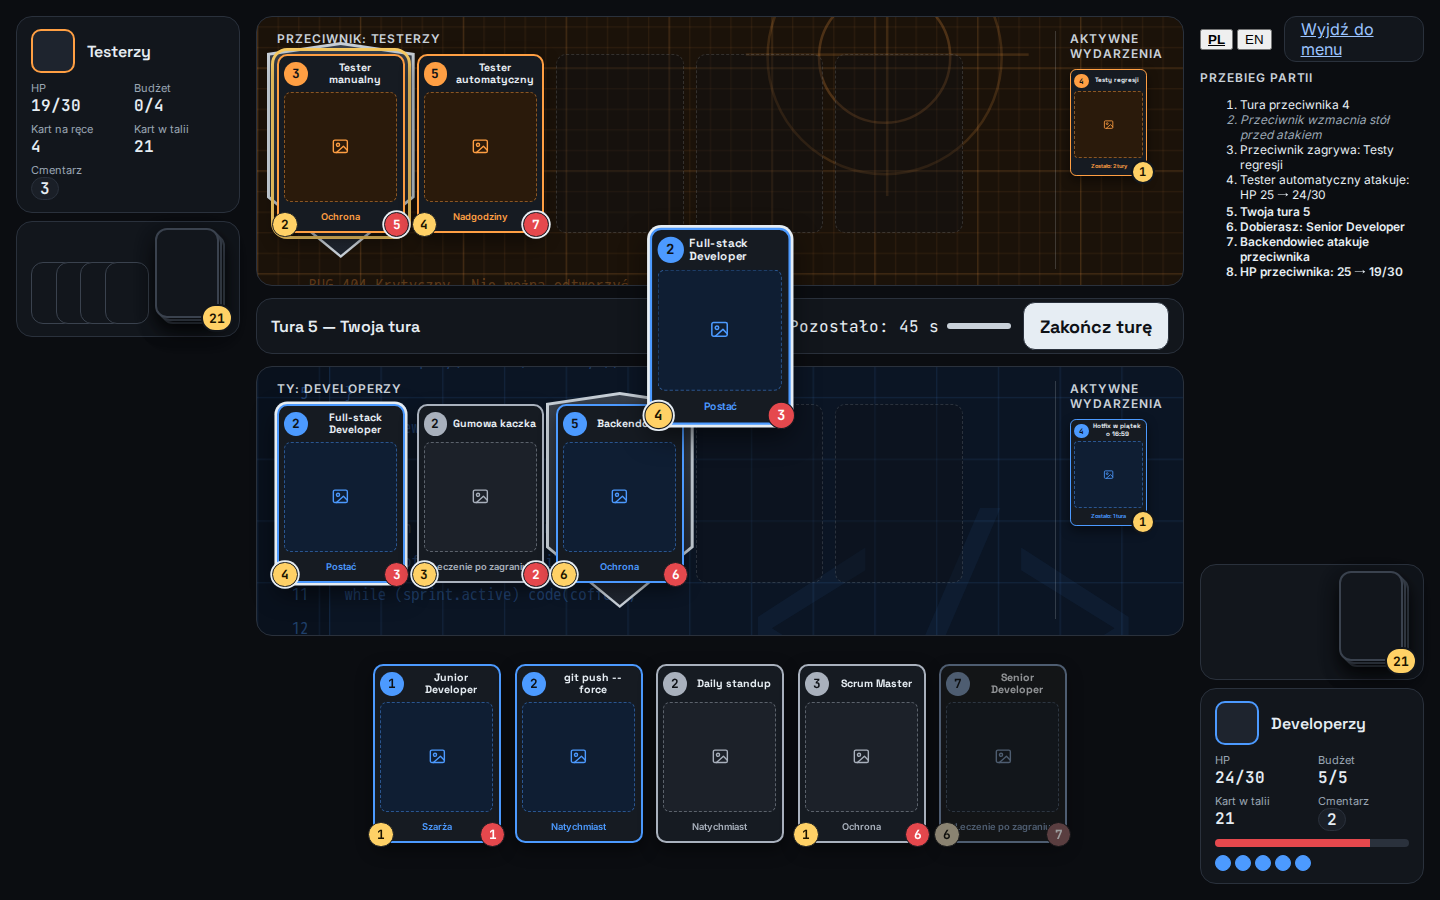 Testerzy
HP
19/30
Budżet
0/4
Kart na ręce
4
Kart w talii
21
Cmentarz
3
21
PRZECIWNIK: TESTERZY
3
Tester
manualny
2
Ochrona
5
5
Tester
automatyczny
4
Nadgodziny
7
AKTYWNE
WYDARZENIA
4
Testy regresji
Zostało: 2 tury
1
PL
EN
Wyjdź do
menu
PRZEBIEG PARTII
1. Tura przeciwnika 4
2. Przeciwnik wzmacnia stół
przed atakiem
3. Przeciwnik zagrywa: Testy
regresji
4. Tester automatyczny atakuje:
HP 25 → 24/30
5. Twoja tura 5
6. Dobierasz: Senior Developer
7. Backendowiec atakuje
przeciwnika
8. HP przeciwnika: 25 → 19/30
Tura 5 — Twoja tura
2
Full-stack
Developer
4
Postać
3
Pozostało: 45 s
Zakończ turę
TY: DEVELOPERZY
2
Full-stack
Developer
4
Postać
3
2
Gumowa kaczka
3
2
5
6
Ochrona
6
11
while (sprint.active)
12
AKTYWNE
WYDARZENIA
4
Hotfix w piątek
o 16:59
Zostało: 1 tura
1
1
Junior
Developer
1
Szarża
1
2
git push --
force
Natychmiast
2
Daily standup
Natychmiast
3
Scrum Master
1
Ochrona
6
7
Senior
Developer
6
7
21
Developerzy
HP
24/30
Budżet
5/5
Kart w talii
21
Cmentarz
2